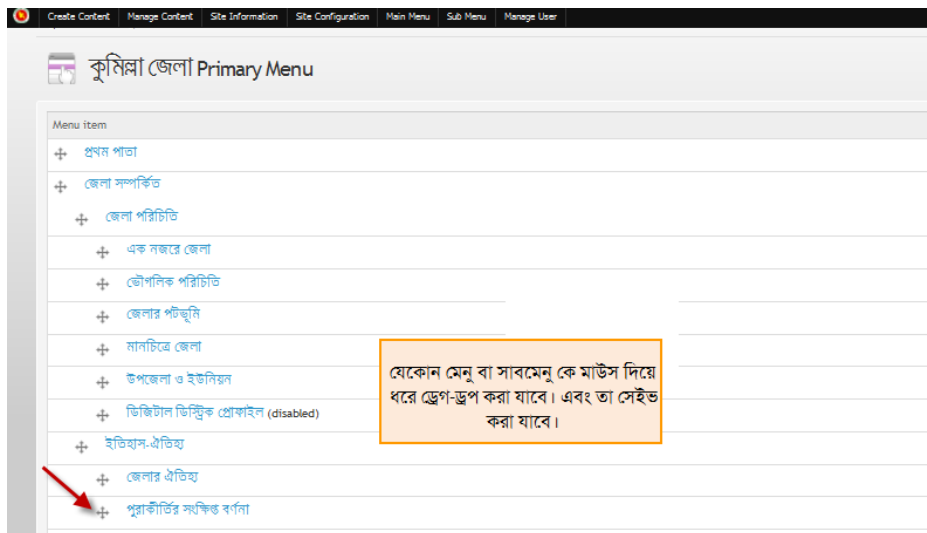 Create Content Manage Content Site Information Site Configuration Main Menu Sub Menu Manage User
কুমিল্লা জেলা Primary Menu
Menu item
প্রথম পাতা
জেলা সম্পর্কিত
জেলা পরিচিতি
এক নজরে জেলা
ভৌগলিক পরিচিতি
জেলার পটভূমি
মানচিত্রে জেলা
উপজেলা ও ইউনিয়ন
ডিজিটাল ডিস্ট্রিক প্রোফাইল (disabled)
ইতিহাস-ঐতিহ্য
জেলার ঐতিহ্য
পুরাকীর্তির সংক্ষিপ্ত বর্ণনা
যেকোন মেনু বা সাবমেনু কে মাউস দিয়ে
ধরে ড্রেগ-ড্রপ করা যাবে। এবং তা সেইভ
করা যাবে।